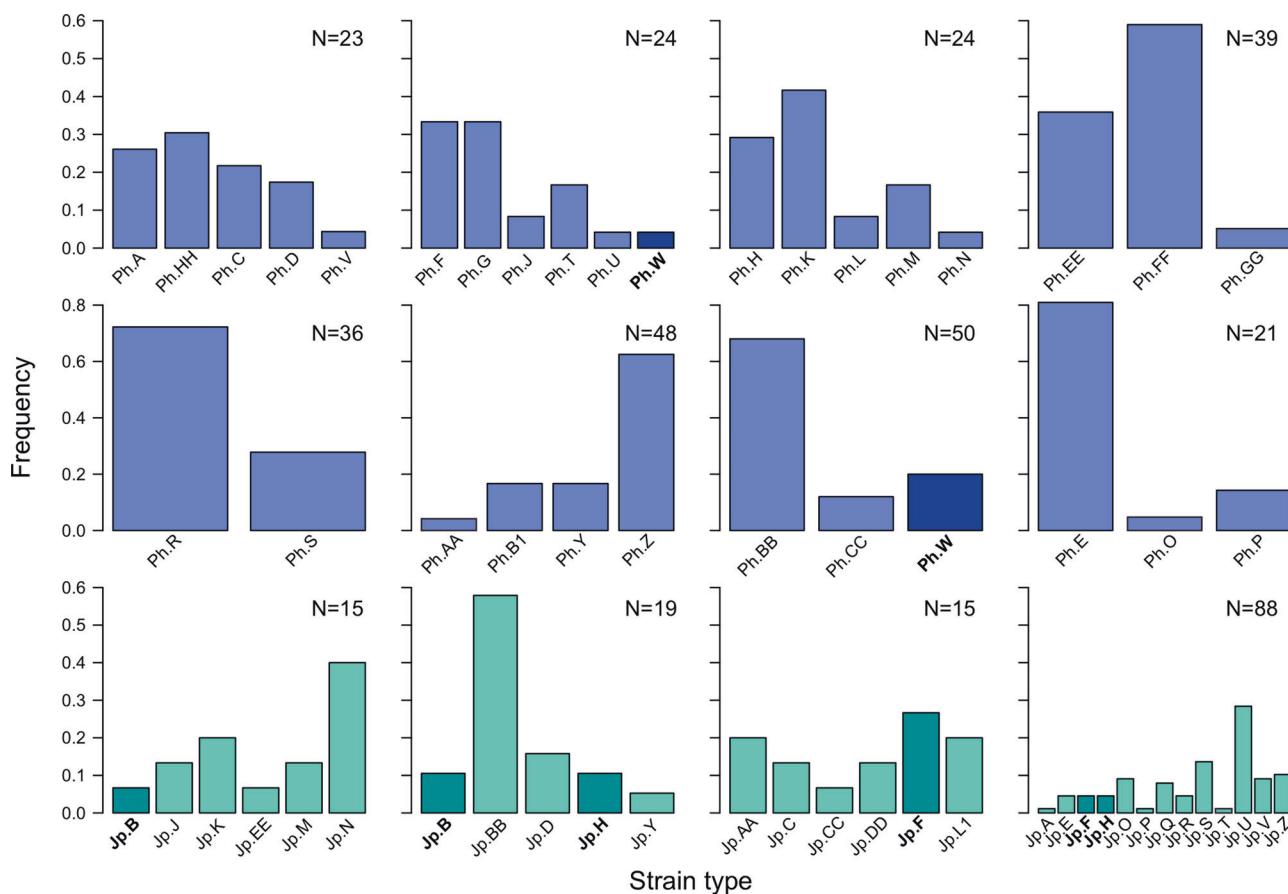 Frequency
0.6
0.5
0.4
0.3
0.2
0.1
0.0
N=23
Ph.A Ph.HH Ph.C Ph.D Ph.V
N=24
Ph.F Ph.G Ph.J Ph.T Ph.U Ph.W
N=24
Ph.H Ph.K Ph.L Ph.M Ph.N
N=39
Ph.EE Ph.FF Ph.GG
0.8
0.6
0.4
0.2
0.0
N=36
Ph.R Ph.S
N=48
Ph.AA Ph.B1 Ph.Y Ph.Z
N=50
Ph.BB Ph.CC Ph.W
N=21
Ph.E Ph.O Ph.P
0.6
0.5
0.4
0.3
0.2
0.1
0.0
N=15
Jp.B Jp.J Jp.K Jp.EE Jp.M Jp.N
N=19
Jp.B Jp.BB Jp.D Jp.H Jp.Y
N=15
Jp.AA Jp.C Jp.CC Jp.DD Jp.F Jp.L1
N=88
Jp.A Jp.E Jp.F Jp.H Jp.O Jp.P Jp.Q Jp.R Jp.S Jp.T Jp.U Jp.V Jp.Z
Strain type